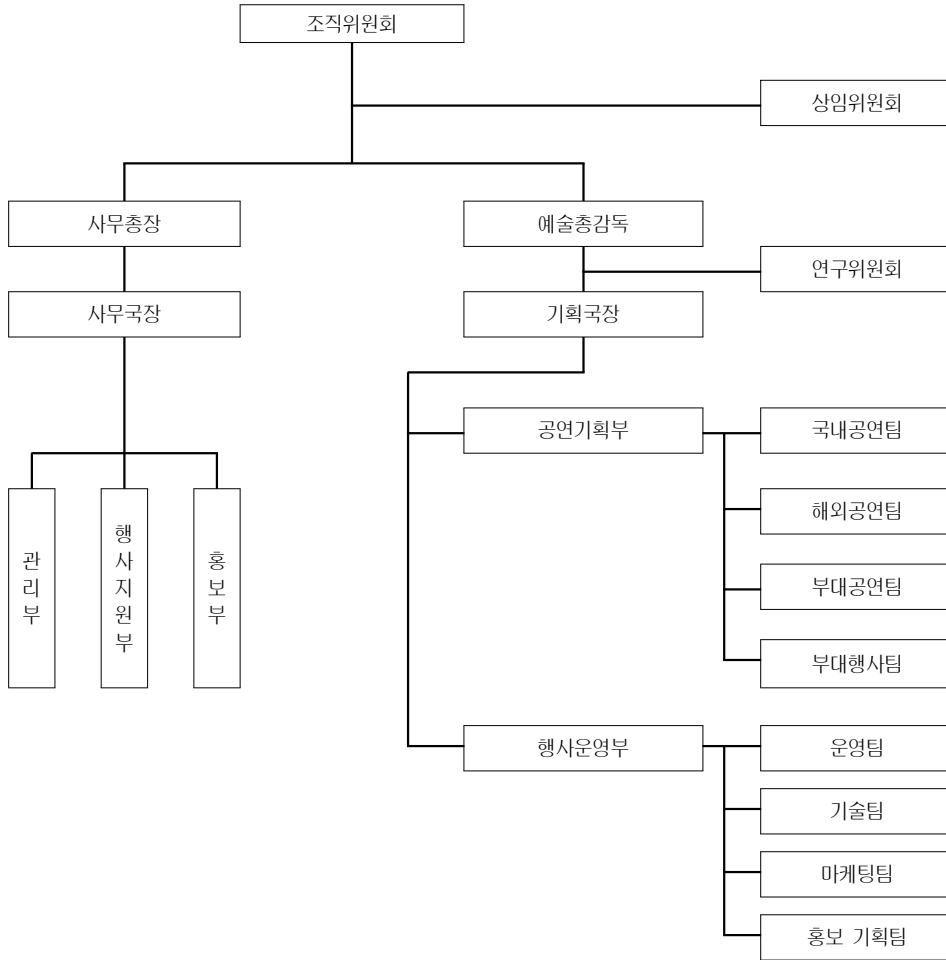 조직위원회
상임위원회
사무총장
예술총감독
연구위원회
사무국장
기획국장
공연기획부
국내공연팀
해외공연팀
부대공연팀
부대행사팀
관리부
행사지원부
홍보부
행사운영부
운영팀
기술팀
마케팅팀
홍보 기획팀